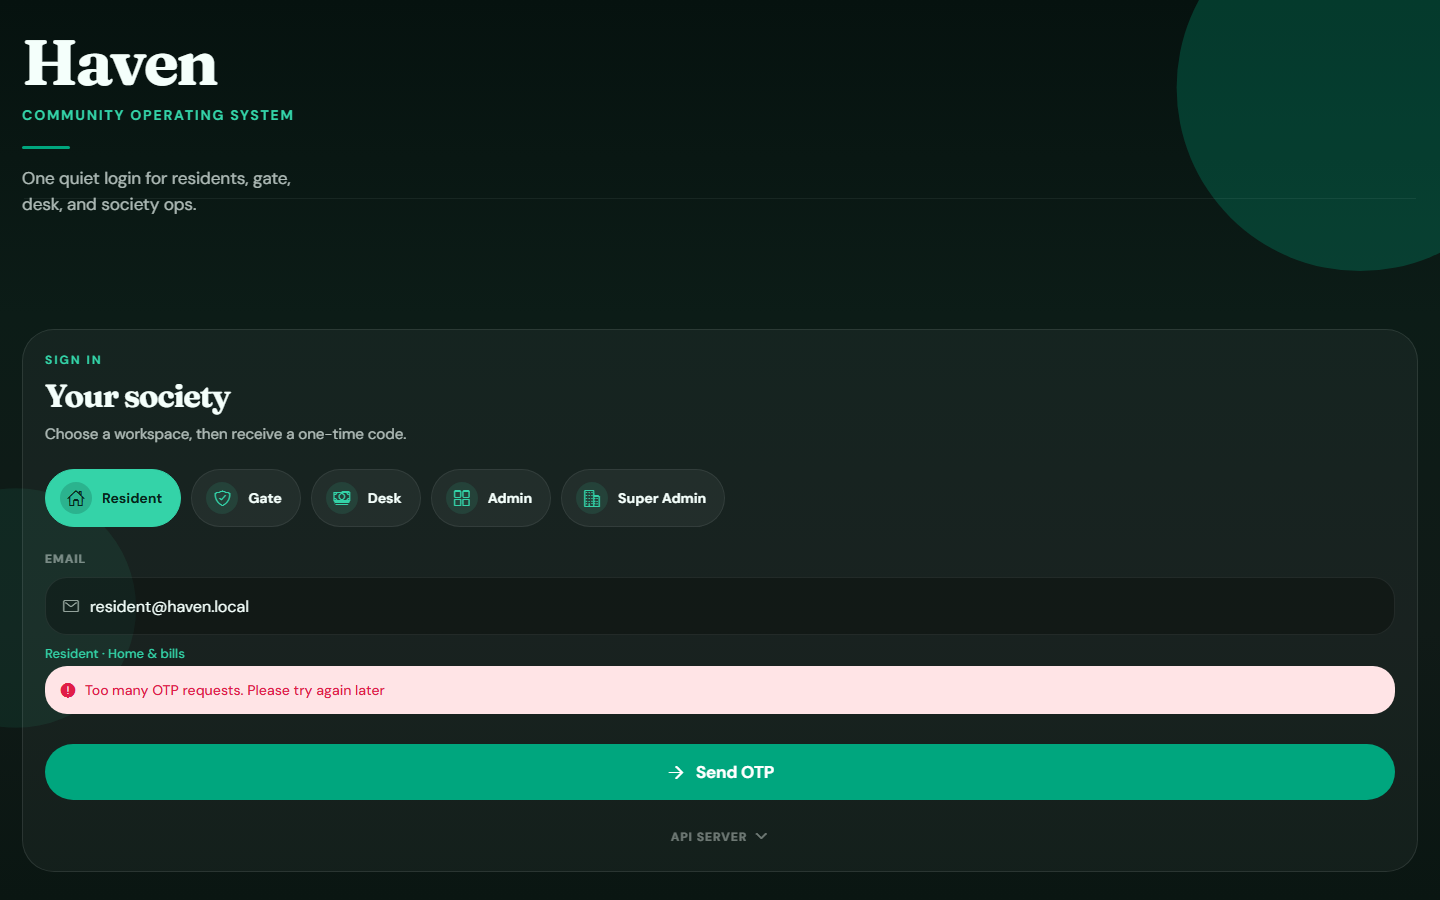 Haven
COMMUNITY OPERATING SYSTEM
One quiet login for residents, gate,
desk, and society ops.
SIGN IN
Your society
Choose a workspace, then receive a one-time code.
Resident
Gate
Desk
Admin
Super Admin
EMAIL
resident@haven.local
Resident · Home & bills
Too many OTP requests. Please try again later
Send OTP
API SERVER